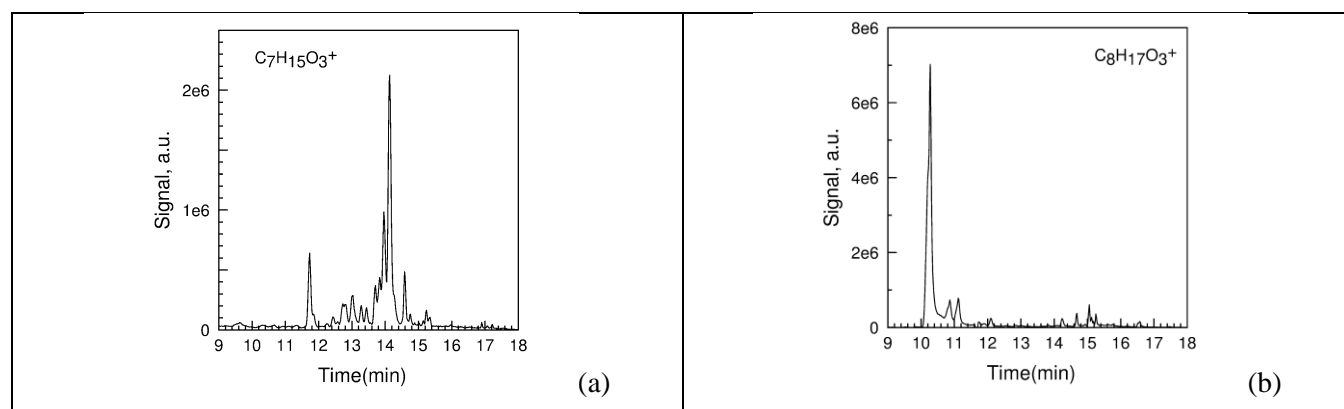 C7H15O3+
2e6
1e6
0
Signal, a.u.
9 10 11 12 13 14 15 16 17 18
Time(min)
(a)
C8H17O3+
8e6
6e6
4e6
2e6
0
Signal, a.u.
9 10 11 12 13 14 15 16 17 18
Time(min)
(b)